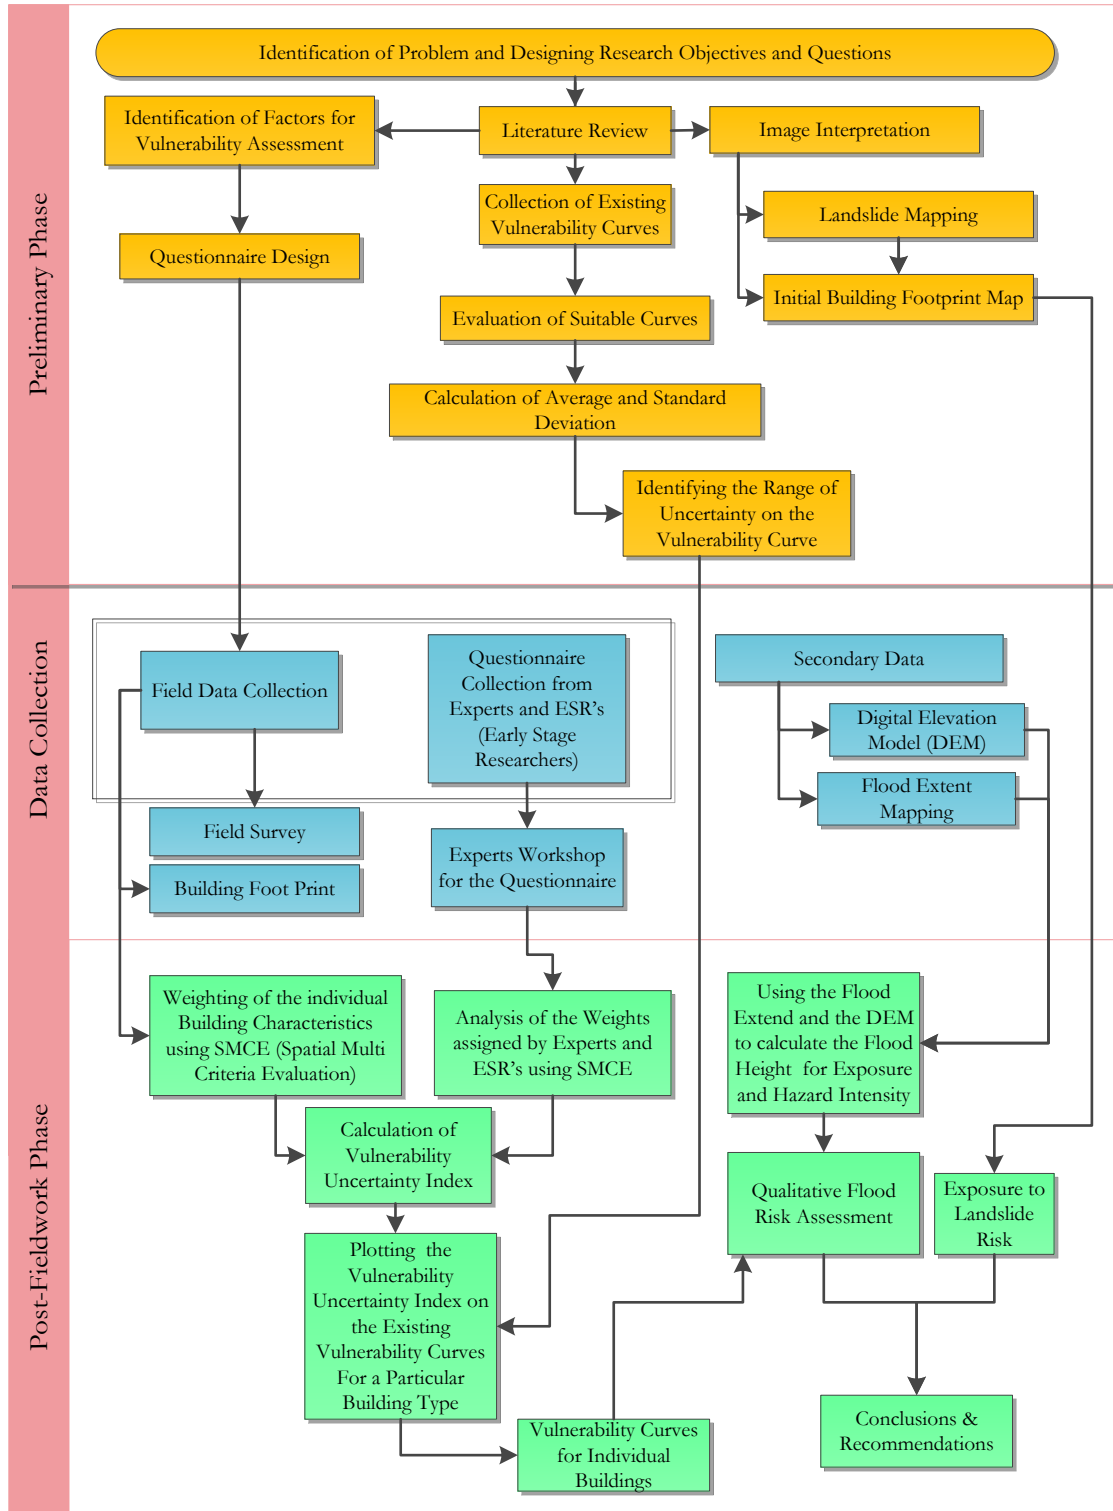 Preliminary Phase
Identification of Problem and Designing Research Objectives and Questions
Identification of Factors for
Vulnerability Assessment
Literature Review
Image Interpretation
Collection of Existing
Vulnerability Curves
Landslide Mapping
Questionnaire Design
Initial Building Footprint Map
Evaluation of Suitable Curves
Calculation of Average and Standard
Deviation
Identifying the Range of
Uncertainty on the
Vulnerability Curve
Data Collection
Field Data Collection
Questionnaire
Collection from
Experts and ESR's
(Early Stage
Researchers)
Secondary Data
Digital Elevation
Model (DEM)
Flood Extent
Mapping
Field Survey
Building Foot Print
Experts Workshop
for the Questionnaire
Post-Fieldwork Phase
Weighting of the individual
Building Characteristics
using SMCE (Spatial Multi
Criteria Evaluation)
Analysis of the Weights
assigned by Experts and
ESR's using SMCE
Using the Flood
Extend and the DEM
to calculate the Flood
Height for Exposure
and Hazard Intensity
Calculation of
Vulnerability
Uncertainty Index
Qualitative Flood
Risk Assessment
Exposure to
Landslide
Risk
Plotting the
Vulnerability
Uncertainty Index on
the Existing
Vulnerability Curves
For a Particular
Building Type
Vulnerability Curves
for Individual
Buildings
Conclusions &
Recommendations